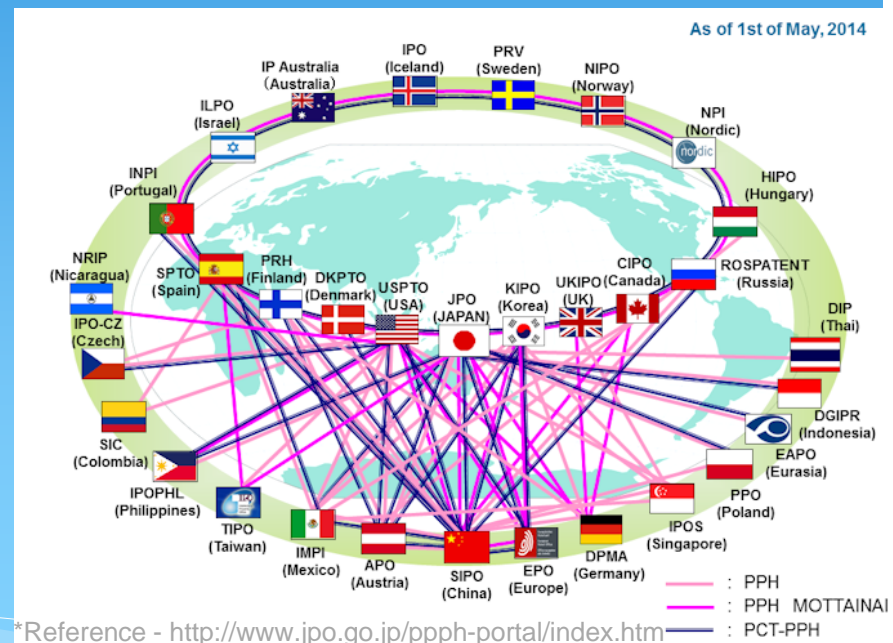 As of 1st of May, 2014
IPO
(Iceland)
PRV
(Sweden)
IP Australia
(Australia)
NIPO
(Norway)
ILPO
(Israel)
NPI
(Nordic)
nordic
INPI
(Portugal)
HIPO
(Hungary)
NRIP
(Nicaragua)
SPTO
(Spain)
PRH
(Finland)
DKPTO
(Denmark)
USPTO
(USA)
JPO
(JAPAN)
KIPO
(Korea)
UKIPO
(UK)
CIPO
(Canada)
ROSPATENT
(Russia)
IPO-CZ
(Czech)
DIP
(Thai)
SIC
(Colombia)
DGIPR
(Indonesia)
IPOPHL
(Philippines)
EAPO
(Eurasia)
TIPO
(Taiwan)
PPO
(Poland)
IMPI
(Mexico)
IPOS
(Singapore)
APO
(Austria)
SIPO
(China)
EPO
(Europe)
DPMA
(Germany)
: PPH
: PPH MOTTAINAI
: PCT-PPH
*Reference - http://www.jpo.go.jp/ppph-portal/index.htm